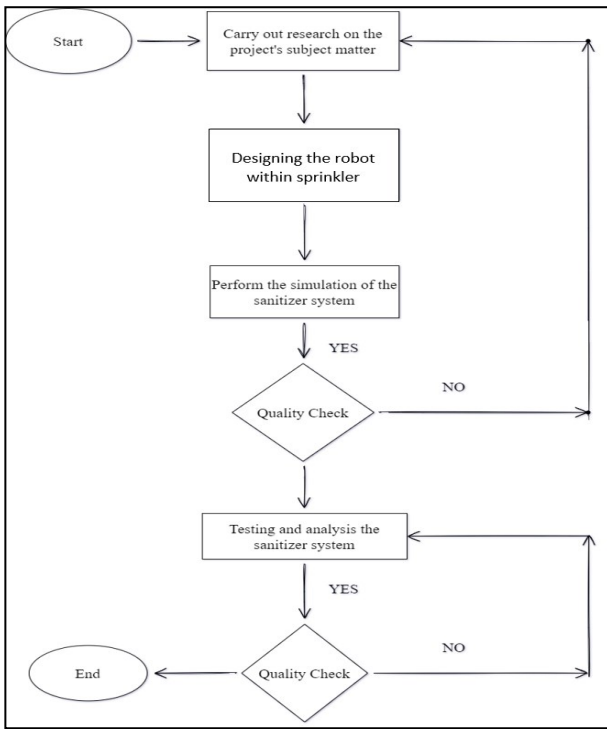 Start
Carry out research on the
project's subject matter
Designing the robot
within sprinkler
Perform the simulation of the
sanitizer system
YES
NO
Quality Check
Testing and analysis the
sanitizer system
YES
NO
End
Quality Check